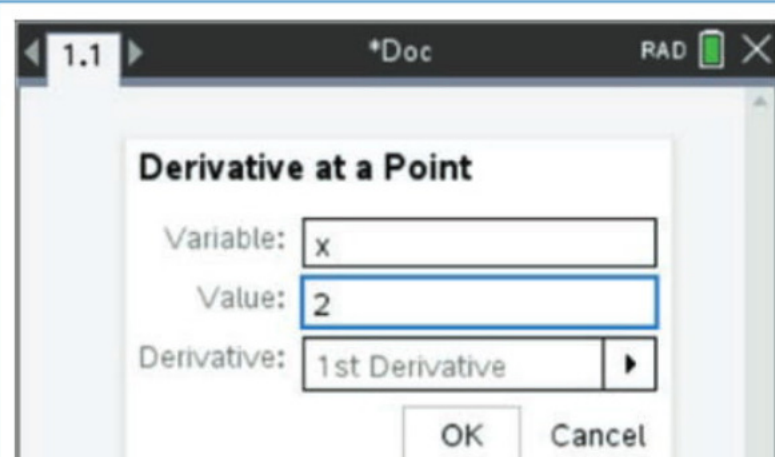 1.1 *Doc RAD
Derivative at a Point
Variable: x
Value: 2
Derivative: 1st Derivative
OK Cancel